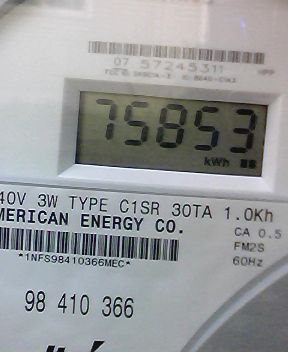 07 57245311 HPP
75853
kWh
40V 3W TYPE C1SR 30TA 1.0Kh
MERICAN ENERGY CO. CA 0.5
FM2S
*1NFS98410366MEC* 60Hz
98 410 366